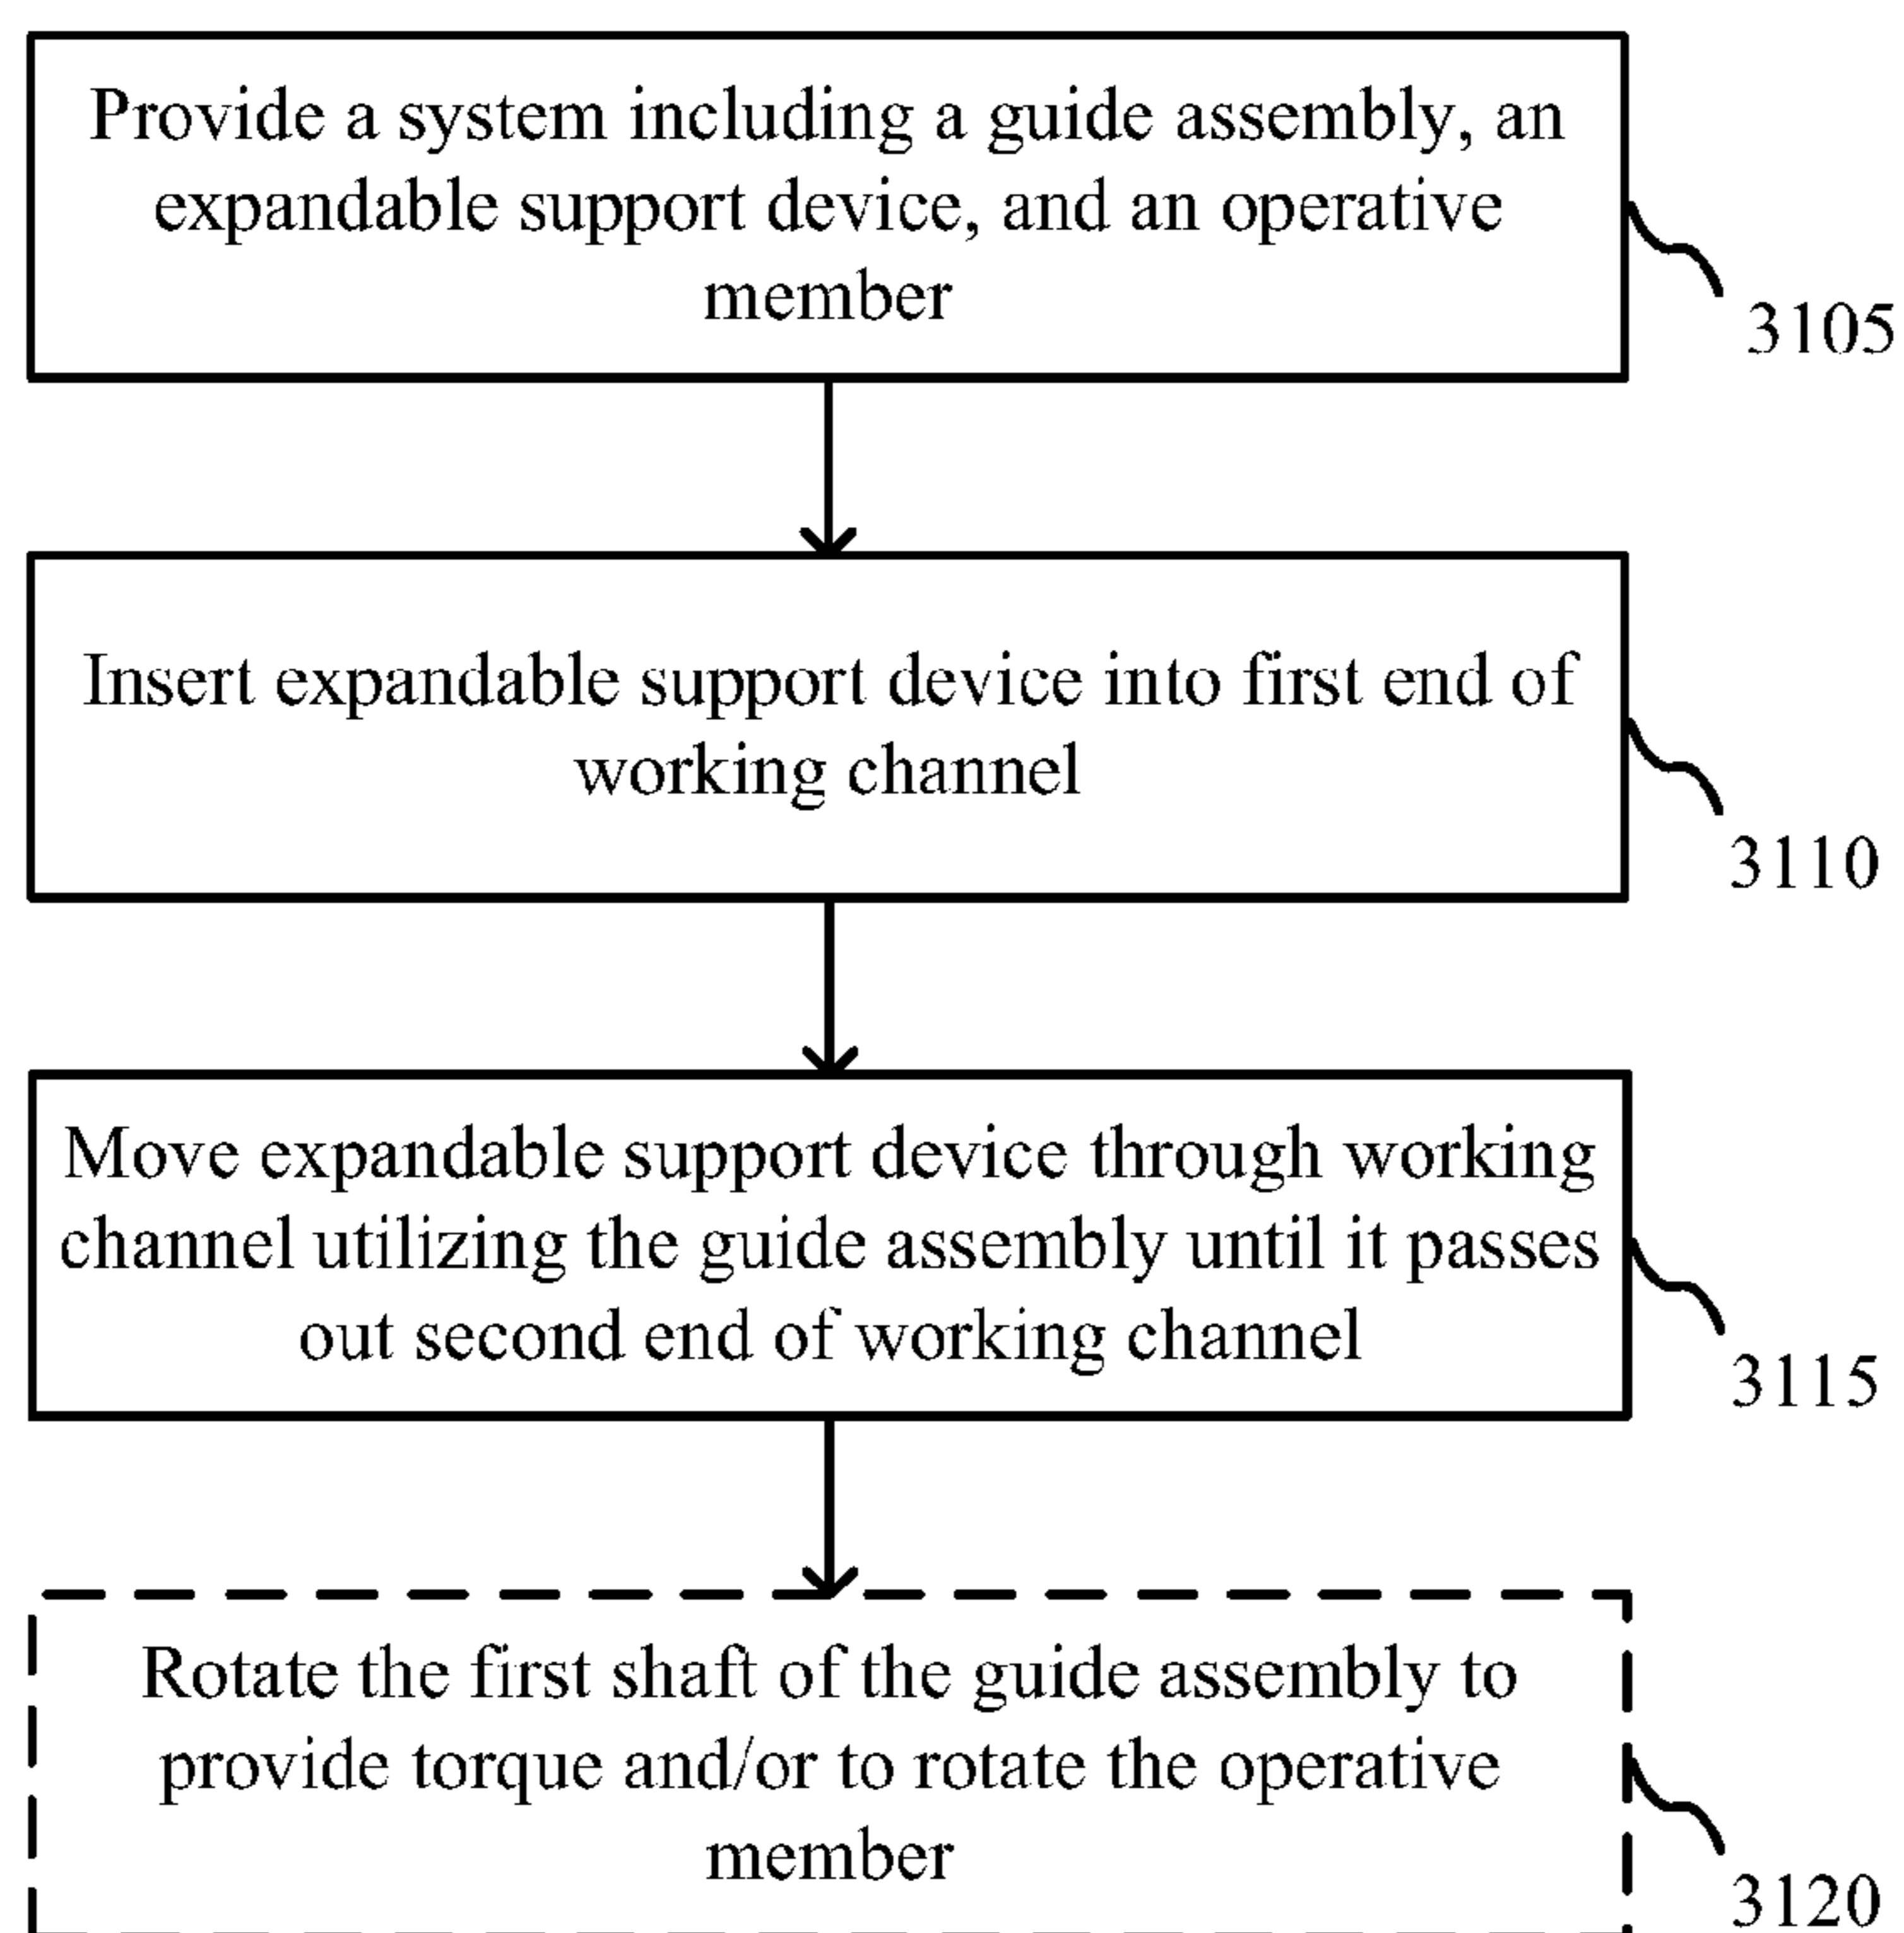 Provide a system including a guide assembly, an
expandable support device, and an operative
member
3105
Insert expandable support device into first end of
working channel
3110
Move expandable support device through working
channel utilizing the guide assembly until it passes
out second end of working channel
3115
Rotate the first shaft of the guide assembly to
provide torque and/or to rotate the operative
member
3120